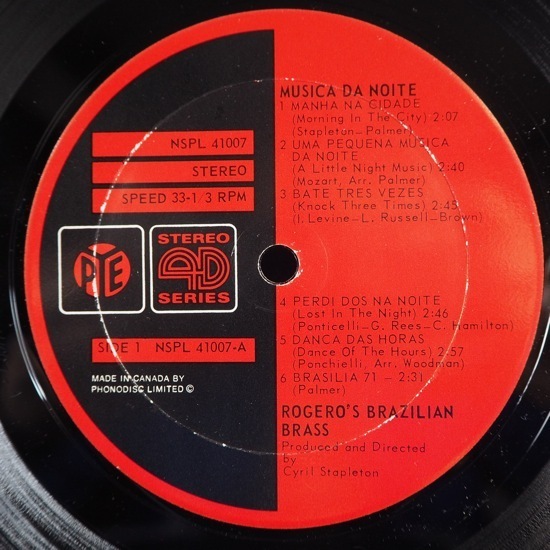 MUSICA DA NOITE
1 MANHA NA CIDADE
(Morning In The City) 2:07
(Stapleton—Palmer)
2 UMA PEQUENA MUSICA
DA NOITE
(A Little Night Music) 2:40
(Mozart, Arr. Palmer)
3 BATE TRES VEZES
(Knock Three Times) 2:45
(I. Levine—L. Russell—Brown)
4 PERDI DOS NA NOITE
(Lost In The Night) 2:46
(Ponticelli—G. Rees—C. Hamilton)
5 DANCA DAS HORAS
(Dance Of The Hours) 2:57
(Ponchielli, Arr. Woodman)
6 BRASILIA 71 — 2:31
(Palmer)
ROGERO'S BRAZILIAN
BRASS
Produced and Directed
by
Cyril Stapleton
NSPL 41007
STEREO
SPEED 33-1/3 RPM
PYE
STEREO
4D
SERIES
SIDE 1 NSPL 41007-A
MADE IN CANADA BY
PHONODISC LIMITED ©